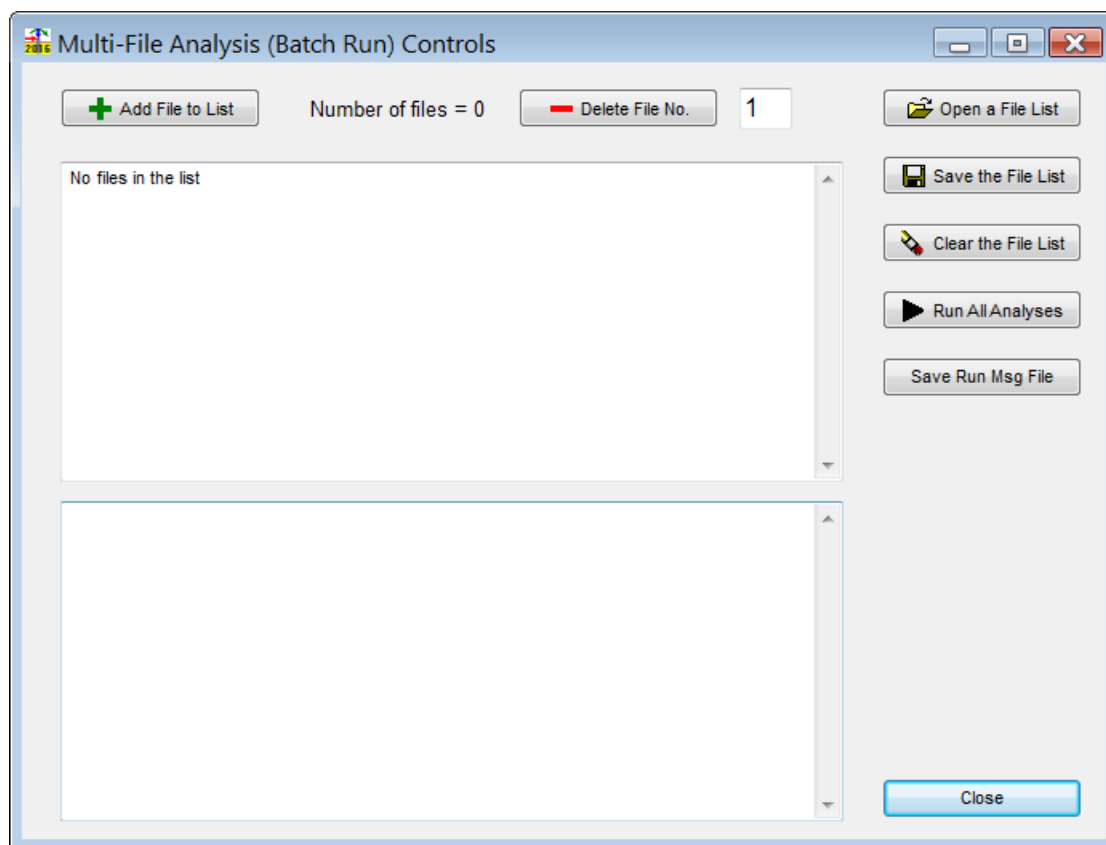 2016 Multi-File Analysis (Batch Run) Controls
Add File to List Number of files = 0 Delete File No. 1 Open a File List
No files in the list
Save the File List
Clear the File List
Run All Analyses
Save Run Msg File
Close